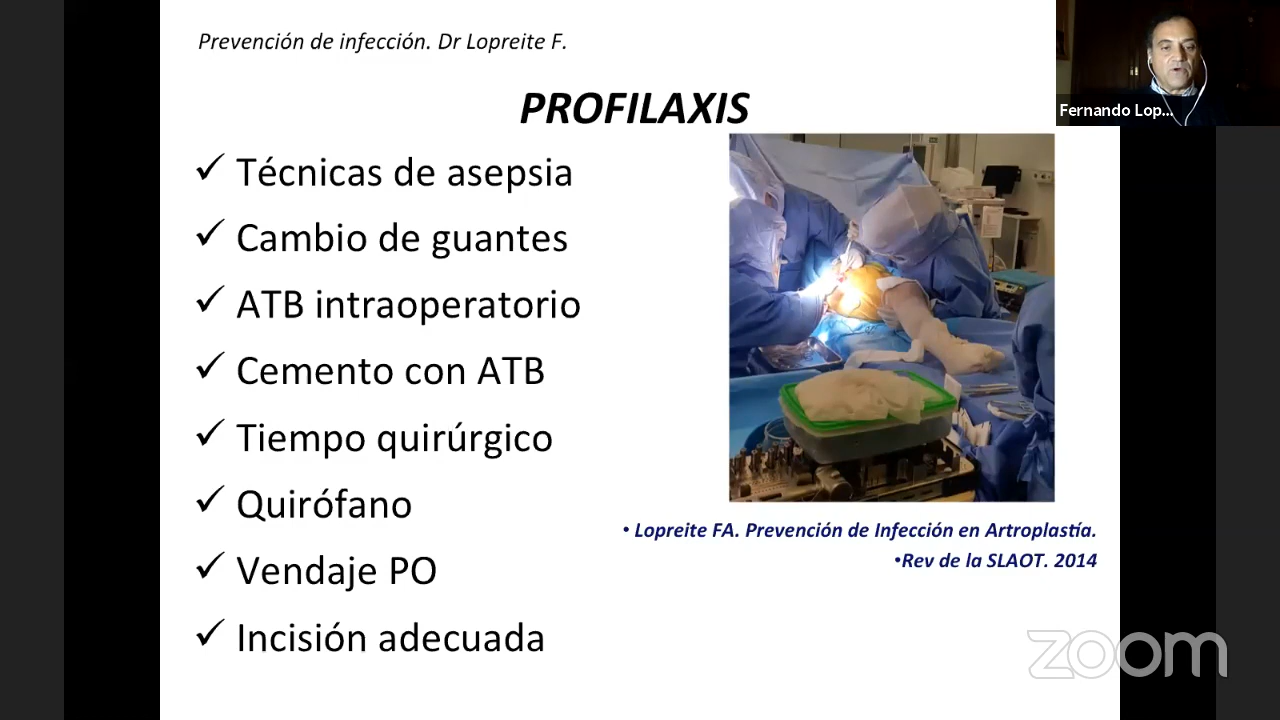 Prevención de infección. Dr Lopreite F.
PROFILAXIS
Fernando Lop...
✓ Técnicas de asepsia
✓ Cambio de guantes
✓ ATB intraoperatorio
✓ Cemento con ATB
✓ Tiempo quirúrgico
✓ Quirófano
✓ Vendaje PO
✓ Incisión adecuada
• Lopreite FA. Prevención de Infección en Artroplastía.
•Rev de la SLAOT. 2014
zoom